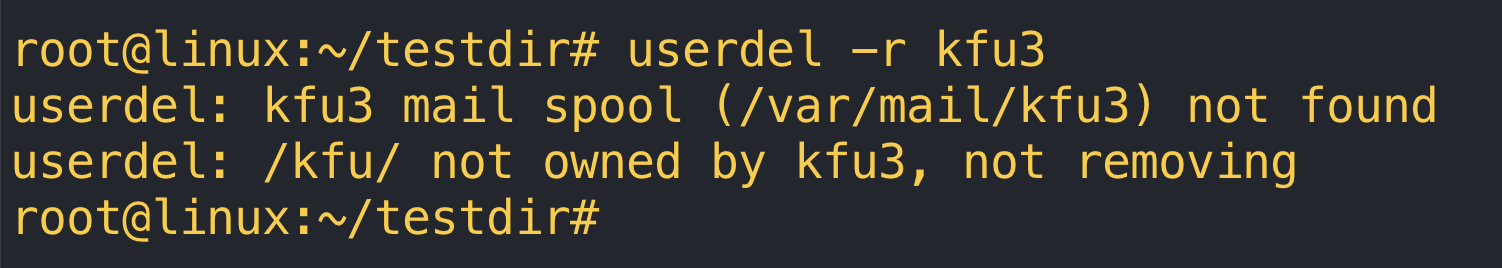 root@linux:~/testdir# userdel -r kfu3
userdel: kfu3 mail spool (/var/mail/kfu3) not found
userdel: /kfu/ not owned by kfu3, not removing
root@linux:~/testdir#